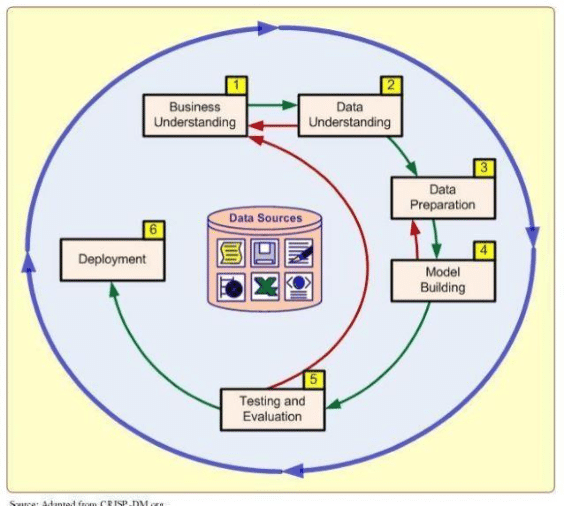 1
Business
Understanding
2
Data
Understanding
3
Data
Preparation
Data Sources
6
Deployment
4
Model
Building
5
Testing and
Evaluation
Source: Adapted from CRISP-DM.org